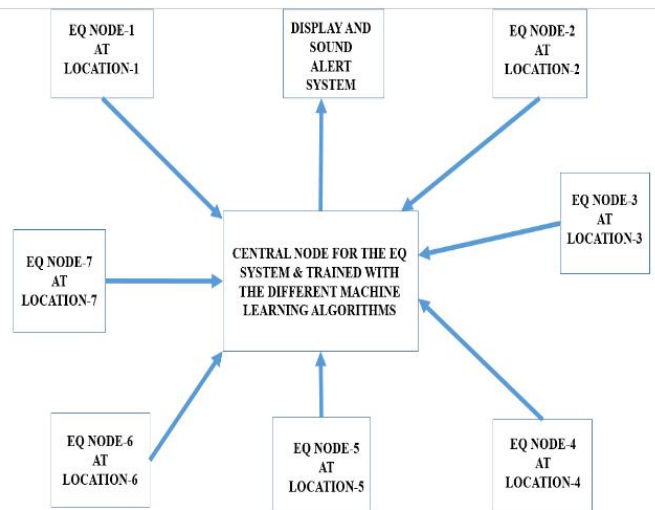 EQ NODE-1
AT
LOCATION-1
DISPLAY AND
SOUND
ALERT
SYSTEM
EQ NODE-2
AT
LOCATION-2
EQ NODE-3
AT
LOCATION-3
CENTRAL NODE FOR THE EQ
SYSTEM & TRAINED WITH
THE DIFFERENT MACHINE
LEARNING ALGORITHMS
EQ NODE-7
AT
LOCATION-7
EQ NODE-6
AT
LOCATION-6
EQ NODE-5
AT
LOCATION-5
EQ NODE-4
AT
LOCATION-4